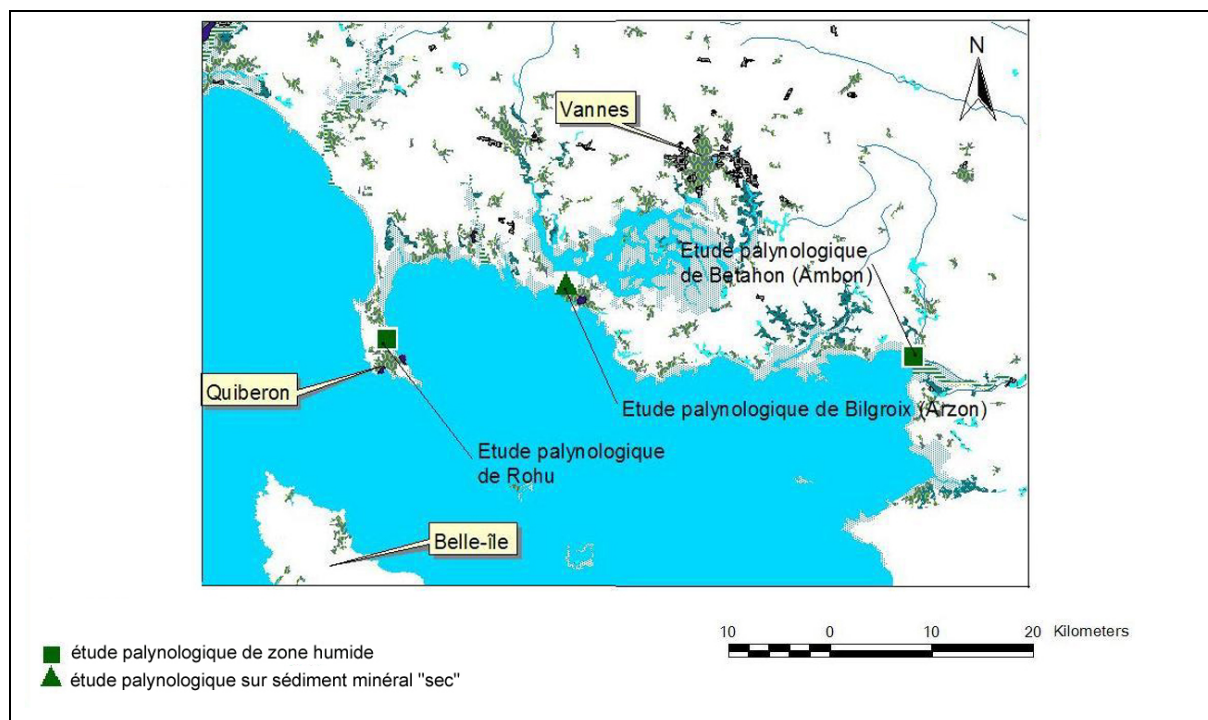 N
Vannes
Etude palynologique
de Betahon (Ambon)
Quiberon
Etude palynologique de Bilgroix (Arzon)
Etude palynologique
de Rohu
Belle-île
10 0 10 20 Kilometers
étude palynologique de zone humide
étude palynologique sur sédiment minéral "sec"